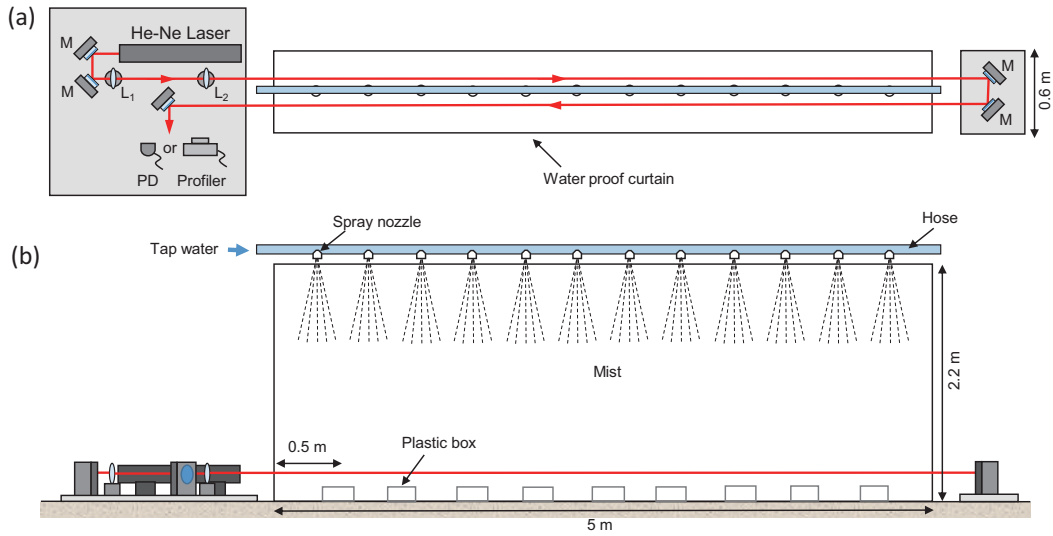 (a)
He-Ne Laser
M
M
L1
L2
M
M
0.6 m
PD or Profiler
Water proof curtain
(b)
Tap water
Spray nozzle
Hose
Mist
2.2 m
0.5 m
Plastic box
5 m